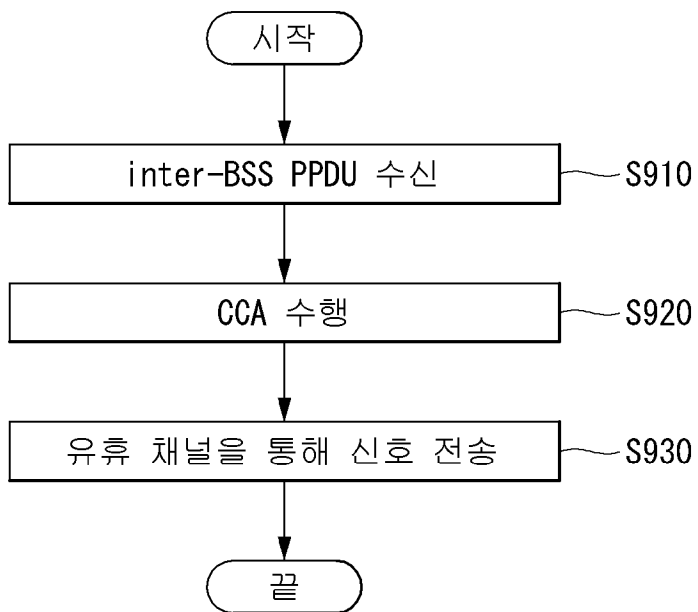 시작
inter-BSS PPDU 수신
S910
CCA 수행
S920
유휴 채널을 통해 신호 전송
S930
끝